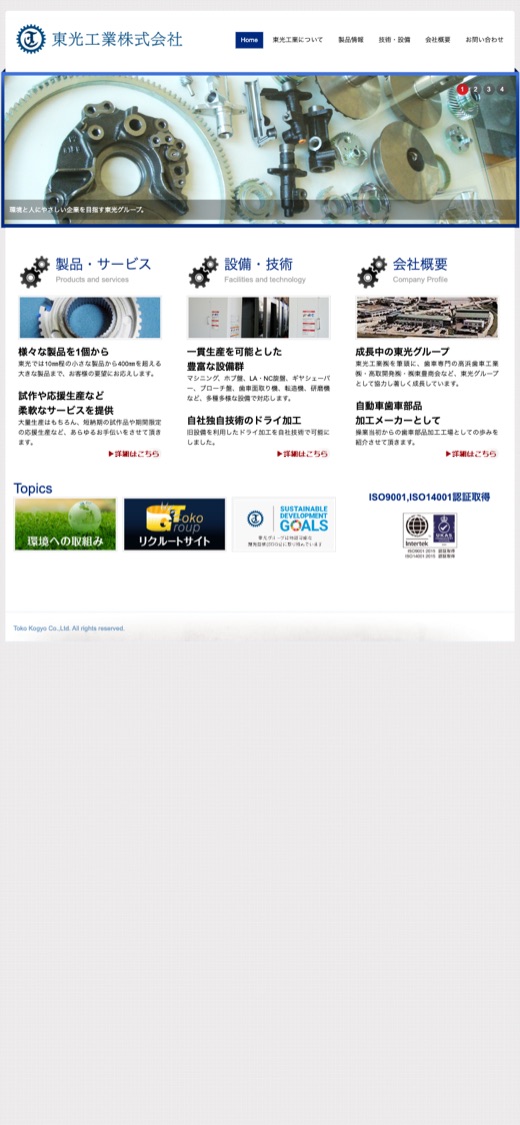 東光工業株式会社
Home 東光工業について 製品情報 技術・設備 会社概要 お問い合わせ
1 2 3 4
環境と人にやさしい企業を目指す東光グループ。
製品・サービス
Products and services
様々な製品を1個から
東光では10㎜程の小さな製品から400㎜を超える
大きな製品まで、お客様の要望にお応えします。
試作や応援生産など
柔軟なサービスを提供
大量生産はもちろん、短納期の試作品や期間限定
の応援生産など、あらゆるお手伝いをさせて頂き
ます。
▶詳細はこちら
設備・技術
Facilities and technology
一貫生産を可能とした
豊富な設備群
マシニング、ホブ盤、LA・NC旋盤、ギヤシェーパ
ー、ブローチ盤、歯車面取り機、転造機、研磨機
など、多種多様な設備で対応します。
自社独自技術のドライ加工
旧設備を利用したドライ加工を自社技術で可能に
しました。
▶詳細はこちら
会社概要
Company Profile
成長中の東光グループ
東光工業㈱を筆頭に、歯車専門の高浜歯車工業
㈱・高取開発㈱・㈱東豊商会など、東光グループ
として協力し著しく成長しています。
自動車歯車部品
加工メーカーとして
操業当初からの歯車部品加工工場としての歩みを
紹介させて頂きます。
▶詳細はこちら
Topics
環境への取組み
Toko
Group
リクルートサイト
SUSTAINABLE
DEVELOPMENT
GOALS
ISO9001,ISO14001認証取得
Intertek
UKAS
ISO9001:2015 認証取得
ISO14001:2015 認証取得
Toko Kogyo Co.,Ltd. All rights reserved.